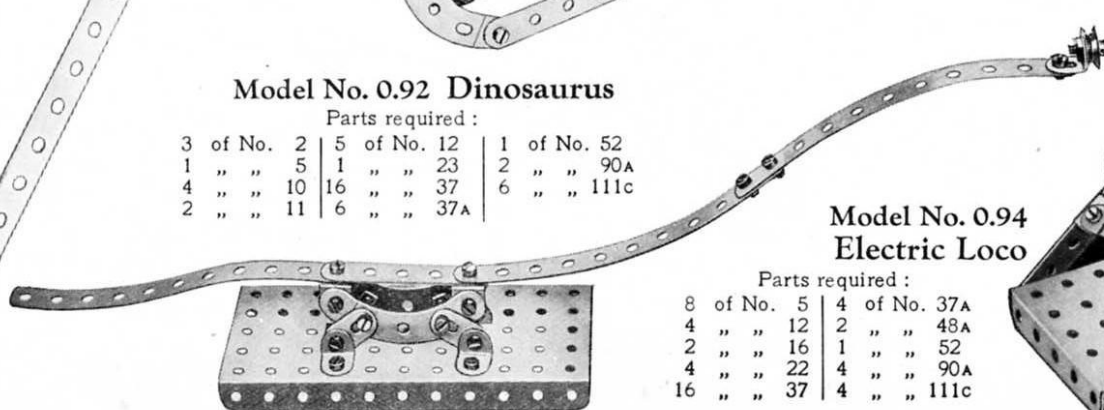 Model No. 0.92 Dinosaurus
Parts required :
3 of No. 2 | 5 of No. 12 | 1 of No. 52
1 „ „ 5 | 1 „ „ 23 | 2 „ „ 90A
4 „ „ 10 | 16 „ „ 37 | 6 „ „ 111c
2 „ „ 11 | 6 „ „ 37A |
Model No. 0.94
Electric Loco
Parts required :
8 of No. 5 | 4 of No. 37A
4 „ „ 12 | 2 „ „ 48A
2 „ „ 16 | 1 „ „ 52
4 „ „ 22 | 4 „ „ 90A
16 „ „ 37 | 4 „ „ 111c